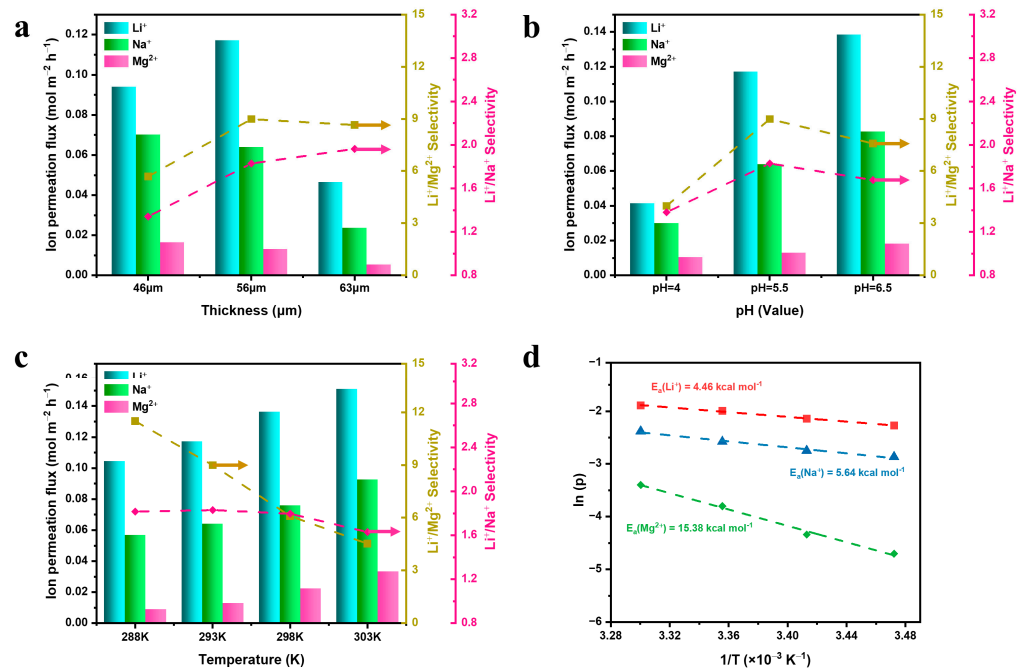 a
Li⁺
Na⁺
Mg²⁺
Ion permeation flux (mol m⁻² h⁻¹)
0.12
0.10
0.08
0.06
0.04
0.02
0.00
46μm
56μm
63μm
Thickness (μm)
15
12
9
6
3
0
Li⁺/Mg²⁺ Selectivity
3.2
2.8
2.4
2.0
1.6
1.2
0.8
Li⁺/Na⁺ Selectivity
b
Li⁺
Na⁺
Mg²⁺
Ion permeation flux (mol m⁻² h⁻¹)
0.14
0.12
0.10
0.08
0.06
0.04
0.02
0.00
pH=4
pH=5.5
pH=6.5
pH (Value)
15
12
9
6
3
0
Li⁺/Mg²⁺ Selectivity
3.2
2.8
2.4
2.0
1.6
1.2
0.8
Li⁺/Na⁺ Selectivity
c
Li⁺
Na⁺
Mg²⁺
Ion permeation flux (mol m⁻² h⁻¹)
0.16
0.14
0.12
0.10
0.08
0.06
0.04
0.02
0.00
288K
293K
298K
303K
Temperature (K)
15
12
9
6
3
0
Li⁺/Mg²⁺ Selectivity
3.2
2.8
2.4
2.0
1.6
1.2
0.8
Li⁺/Na⁺ Selectivity
d
ln (p)
−1
−2
−3
−4
−5
−6
Eₐ(Li⁺) = 4.46 kcal mol⁻¹
Eₐ(Na⁺) = 5.64 kcal mol⁻¹
Eₐ(Mg²⁺) = 15.38 kcal mol⁻¹
3.28
3.32
3.36
3.40
3.44
3.48
1/T (×10⁻³ K⁻¹)